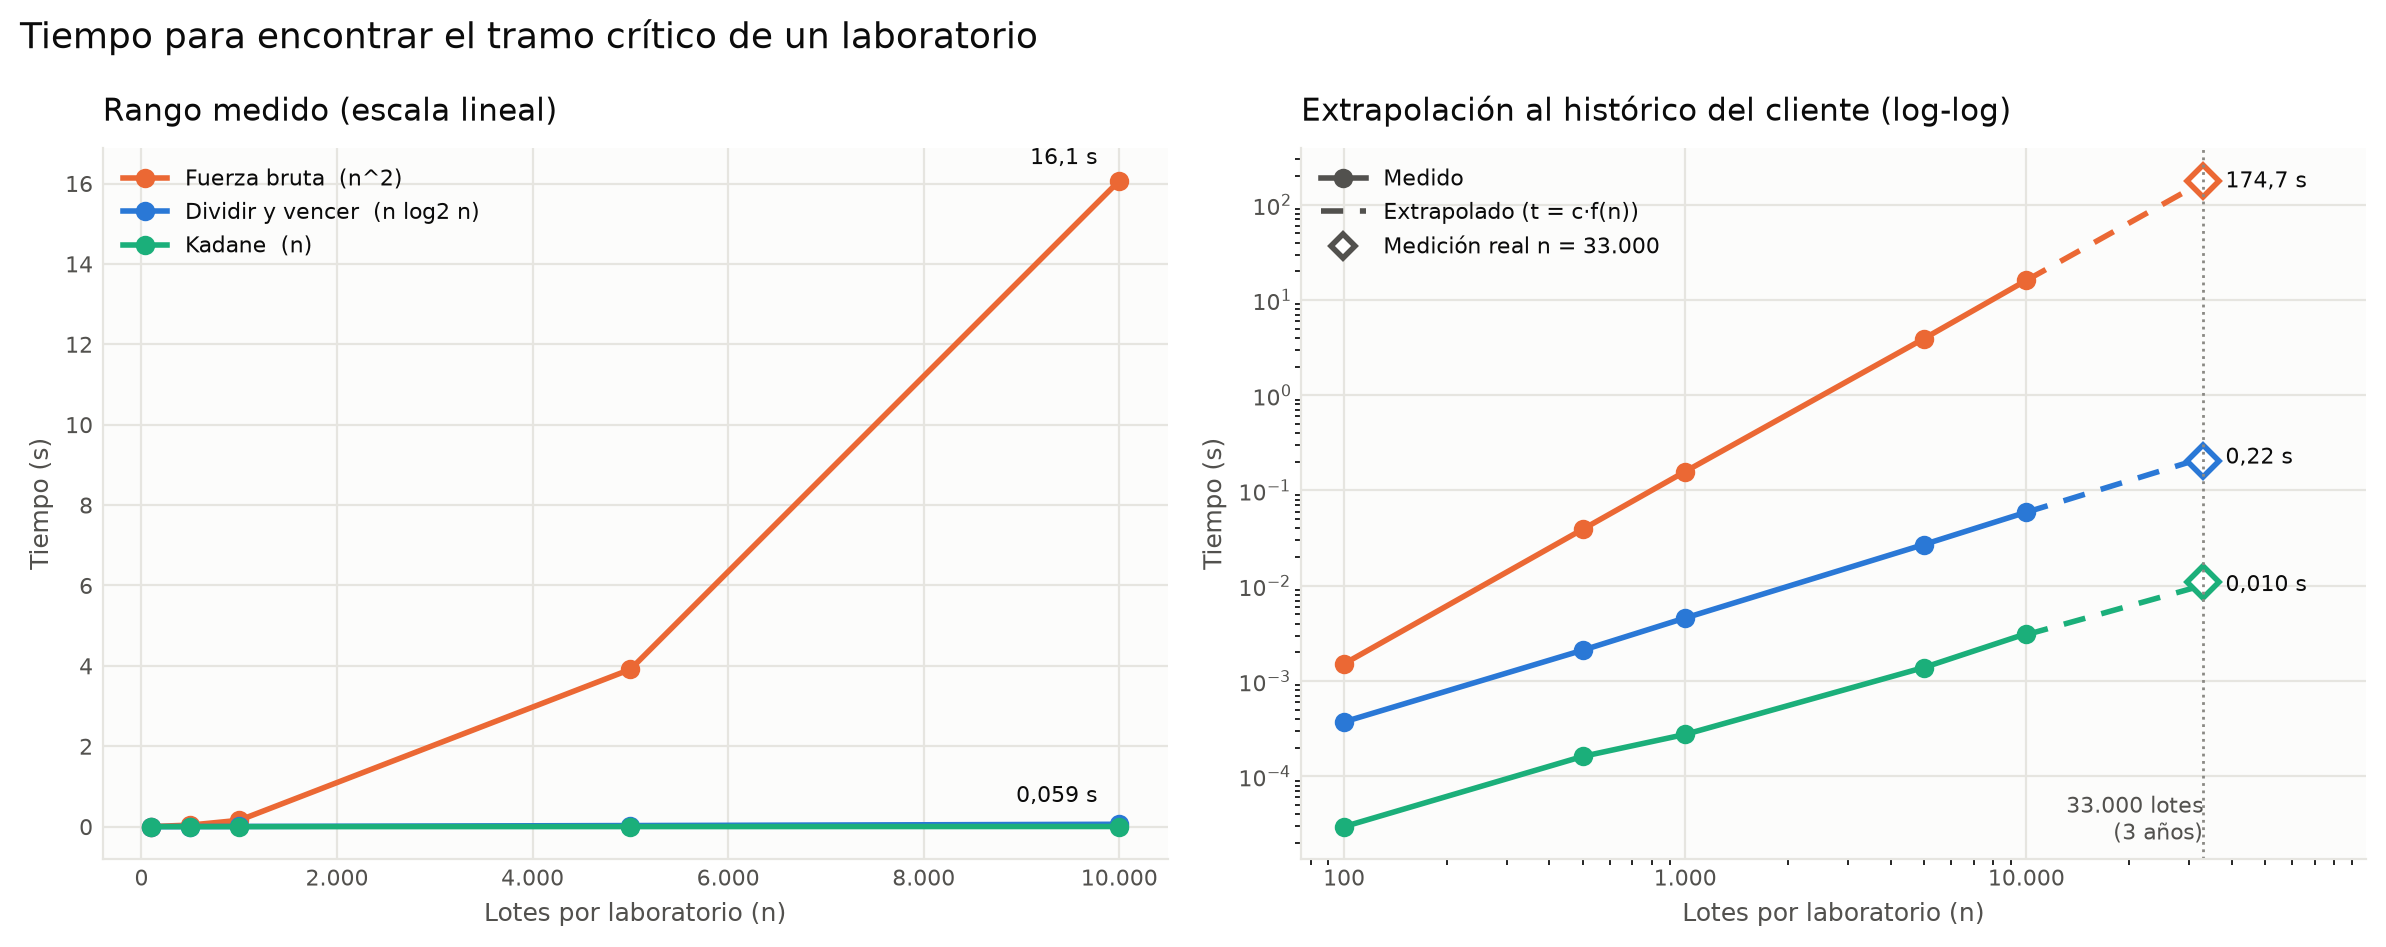 Tiempo para encontrar el tramo crítico de un laboratorio
Rango medido (escala lineal)
16,1 s
Fuerza bruta  (n^2)
Dividir y vencer  (n log2 n)
Kadane  (n)
16
14
12
10
8
6
4
2
0
0,059 s
Tiempo (s)
0
2.000
4.000
6.000
8.000
10.000
Lotes por laboratorio (n)
Extrapolación al histórico del cliente (log-log)
Medido
Extrapolado (t = c·f(n))
Medición real n = 33.000
174,7 s
0,22 s
0,010 s
10²
10¹
10⁰
10⁻¹
10⁻²
10⁻³
10⁻⁴
Tiempo (s)
33.000 lotes
(3 años)
100
1.000
10.000
Lotes por laboratorio (n)